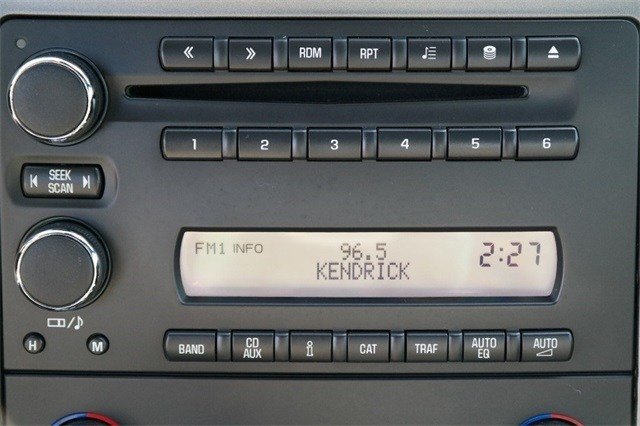 « » RDM RPT
1 2 3 4 5 6
SEEK
SCAN
FM1 INFO 96.5 2:27
KENDRICK
H M
BAND CD AUX i CAT TRAF AUTO EQ AUTO